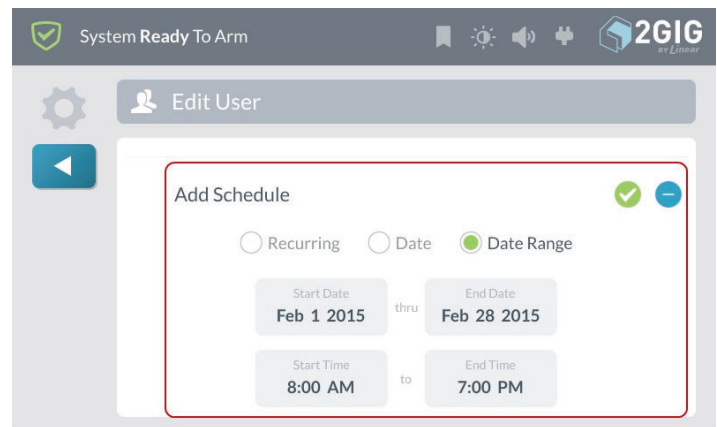 System Ready To Arm
2GIG
BY Linear
Edit User
Add Schedule
Recurring Date Date Range
Start Date End Date
Feb 1 2015 thru Feb 28 2015
Start Time End Time
8:00 AM to 7:00 PM